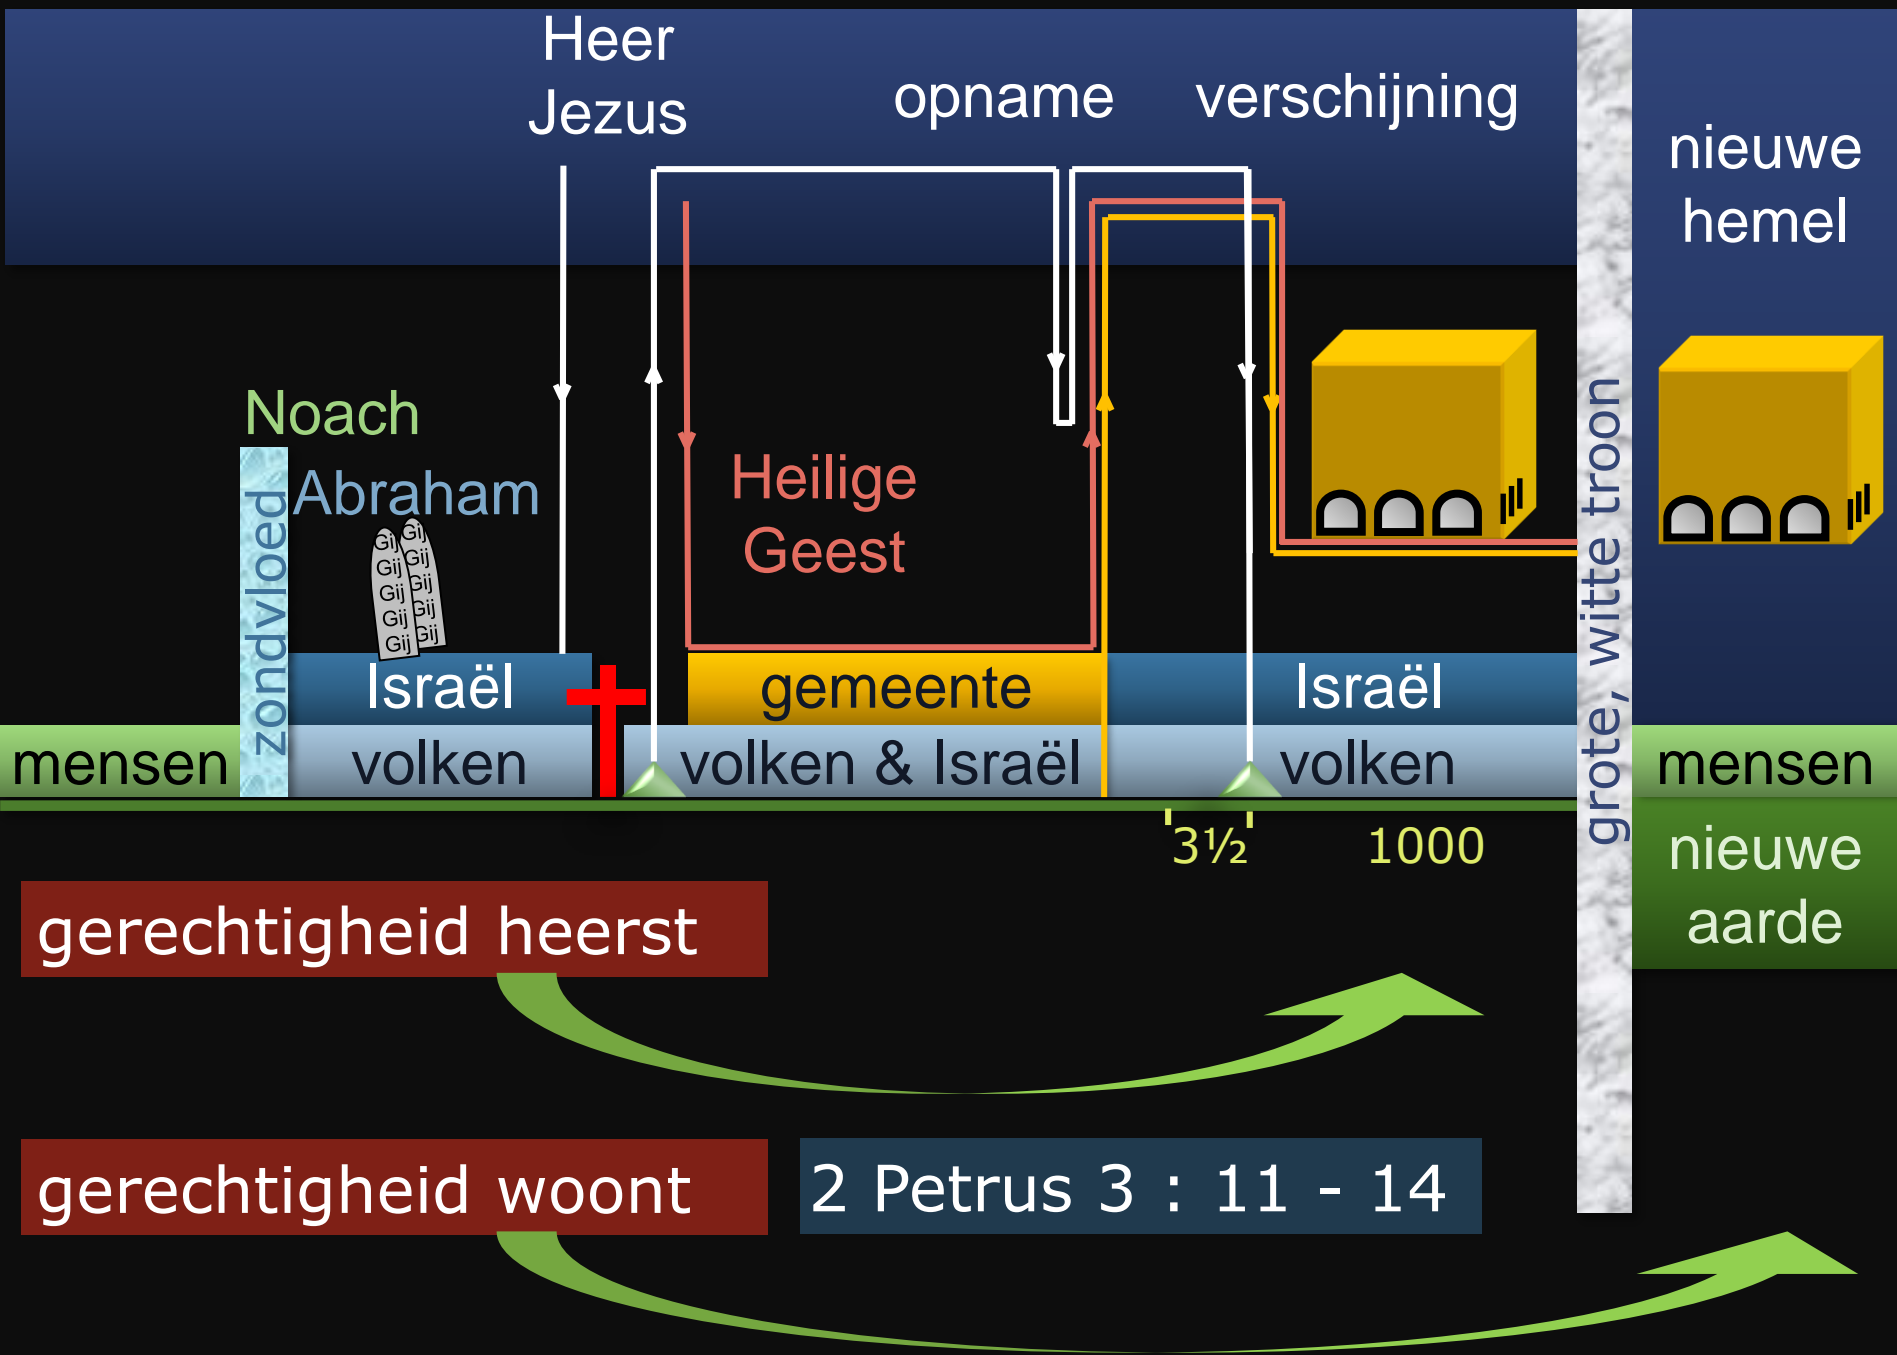 Heer
Jezus
opname
verschijning
nieuwe
hemel
Noach
Abraham
zondvloed
Gij
Gij
Gij
Gij
Gij
Gij
Gij
Gij
Gij
Gij
Heilige
Geest
grote, witte troon
Israël
gemeente
Israël
mensen
volken
volken & Israël
volken
mensen
3½
1000
nieuwe
aarde
gerechtigheid heerst
gerechtigheid woont
2 Petrus 3 : 11 - 14